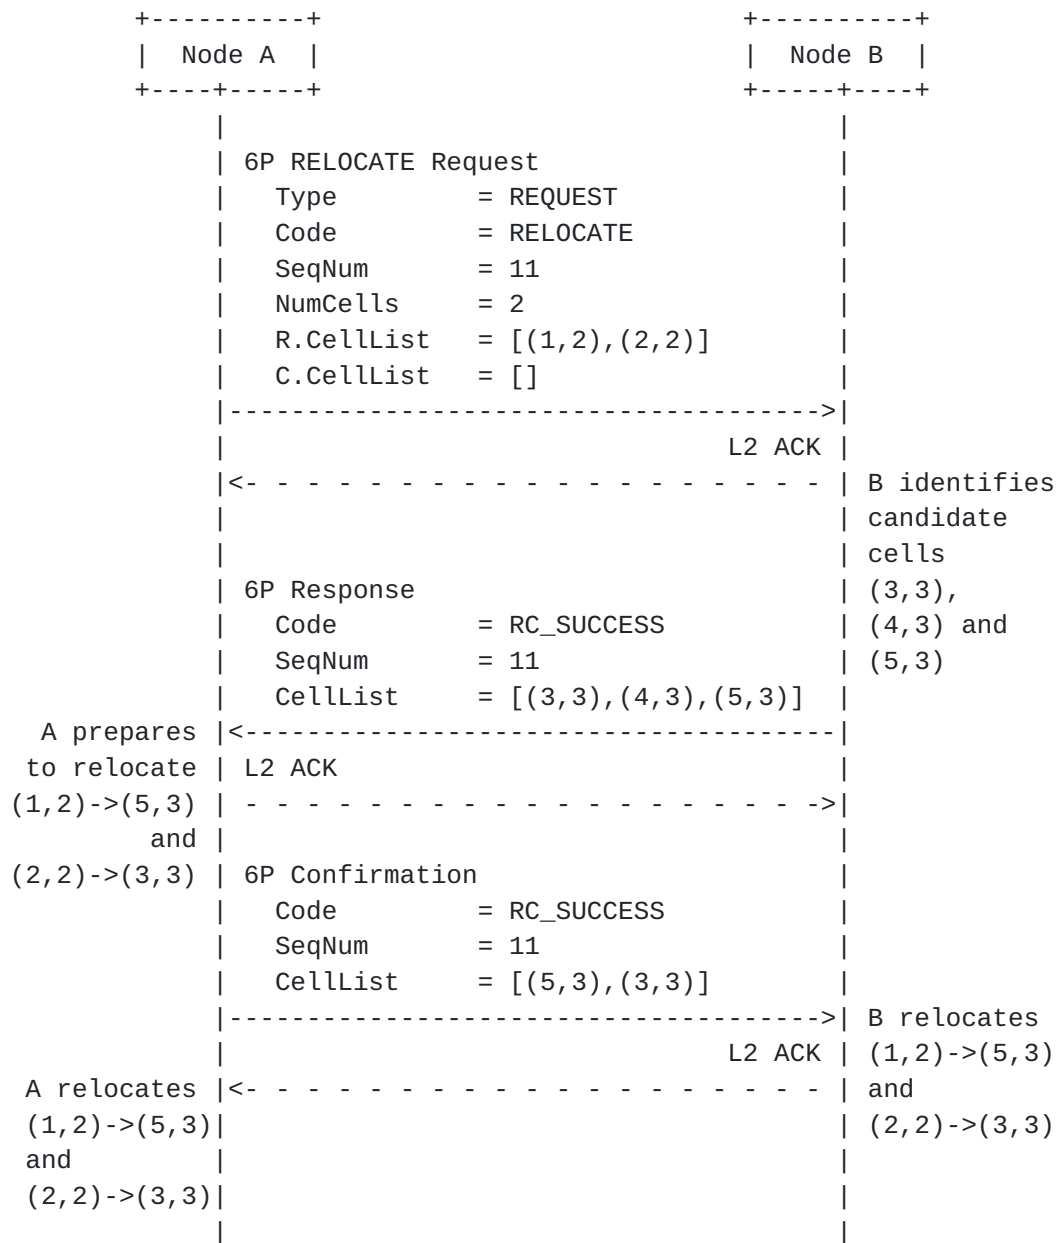 +----------+                           +----------+
            |  Node A  |                           |  Node B  |
            +----+-----+                           +-----+----+
                 |                                       |
                 | 6P RELOCATE Request                   |
                 |   Type         = REQUEST              |
                 |   Code         = RELOCATE             |
                 |   SeqNum       = 11                   |
                 |   NumCells     = 2                    |
                 |   R.CellList   = [(1,2),(2,2)]        |
                 |   C.CellList   = []                   |
                 |-------------------------------------->|
                 |                                L2 ACK |
                 |<- - - - - - - - - - - - - - - - - - - | B identifies
                 |                                       | candidate
                 |                                       | cells
                 | 6P Response                           | (3,3),
                 |   Code         = RC_SUCCESS           | (4,3) and
                 |   SeqNum       = 11                   | (5,3)
                 |   CellList     = [(3,3),(4,3),(5,3)]  |
      A prepares |<--------------------------------------|
     to relocate | L2 ACK                                |
    (1,2)->(5,3) | - - - - - - - - - - - - - - - - - - ->|
             and |                                       |
    (2,2)->(3,3) | 6P Confirmation                       |
                 |   Code         = RC_SUCCESS           |
                 |   SeqNum       = 11                   |
                 |   CellList     = [(5,3),(3,3)]        |
                 |-------------------------------------->| B relocates
                 |                                L2 ACK | (1,2)->(5,3)
     A relocates |<- - - - - - - - - - - - - - - - - - - | and
     (1,2)->(5,3)|                                       | (2,2)->(3,3)
     and         |                                       |
     (2,2)->(3,3)|                                       |
                 |                                       |